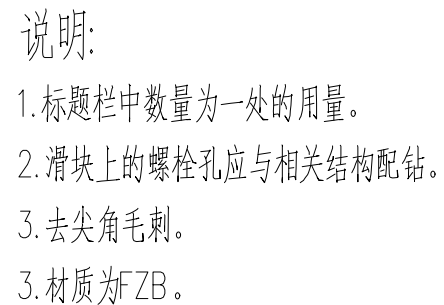 说明:
1.标题栏中数量为一处的用量。
2.滑块上的螺栓孔应与相关结构配钻。
3.去尖角毛刺。
3.材质为FZB。